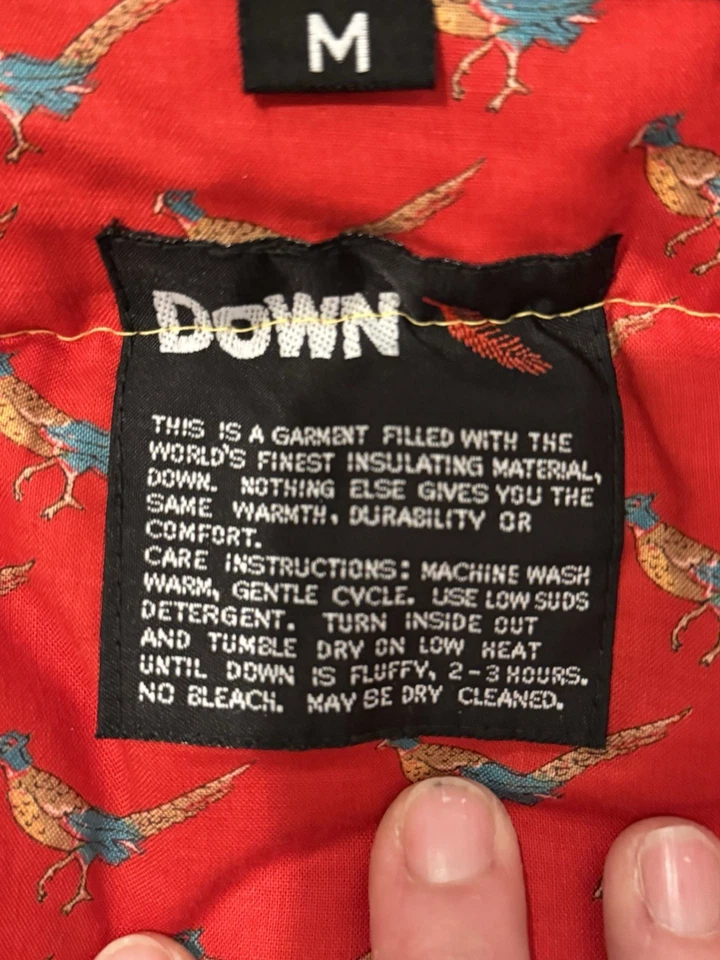 M
DOWN
THIS IS A GARMENT FILLED WITH THE
WORLD'S FINEST INSULATING MATERIAL,
DOWN. NOTHING ELSE GIVES YOU THE
SAME WARMTH, DURABILITY OR
COMFORT.
CARE INSTRUCTIONS: MACHINE WASH
WARM, GENTLE CYCLE. USE LOW SUDS
DETERGENT. TURN INSIDE OUT
AND TUMBLE DRY ON LOW HEAT
UNTIL DOWN IS FLUFFY, 2-3 HOURS.
NO BLEACH. MAY BE DRY CLEANED.